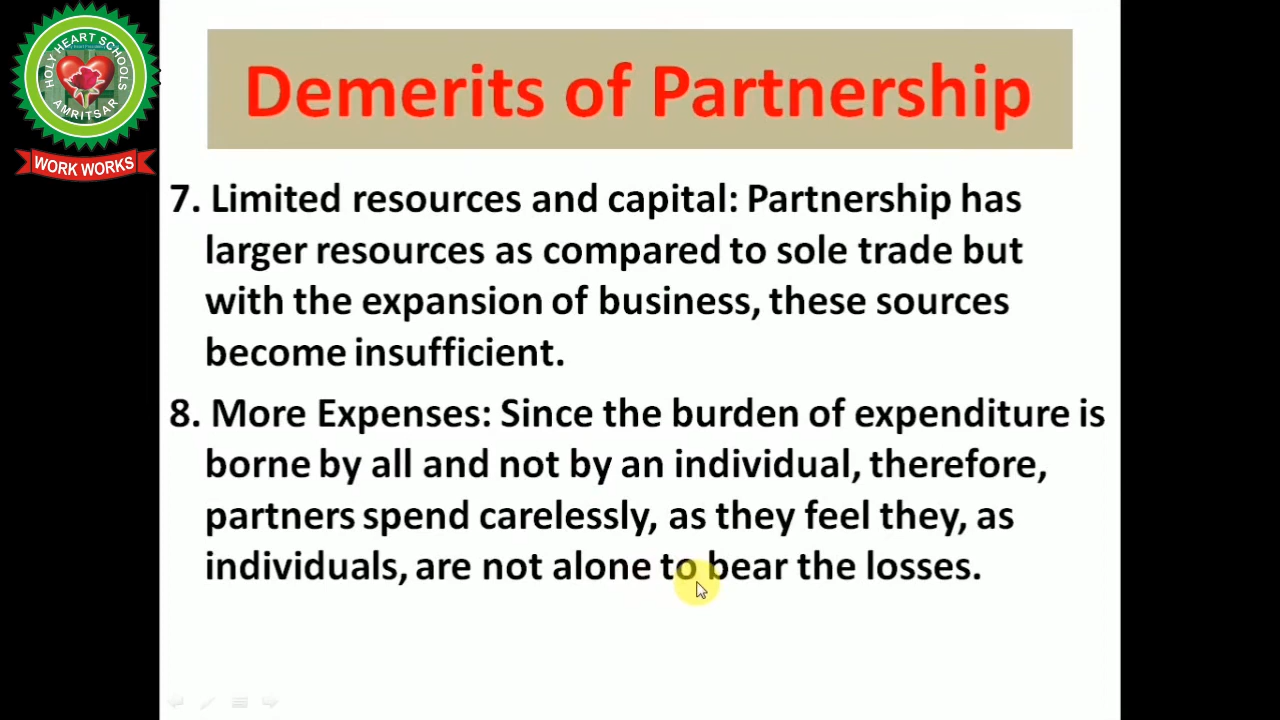 HOLY HEART SCHOOLS
AMRITSAR
WORK WORKS
Demerits of Partnership
7. Limited resources and capital: Partnership has
larger resources as compared to sole trade but
with the expansion of business, these sources
become insufficient.
8. More Expenses: Since the burden of expenditure is
borne by all and not by an individual, therefore,
partners spend carelessly, as they feel they, as
individuals, are not alone to bear the losses.